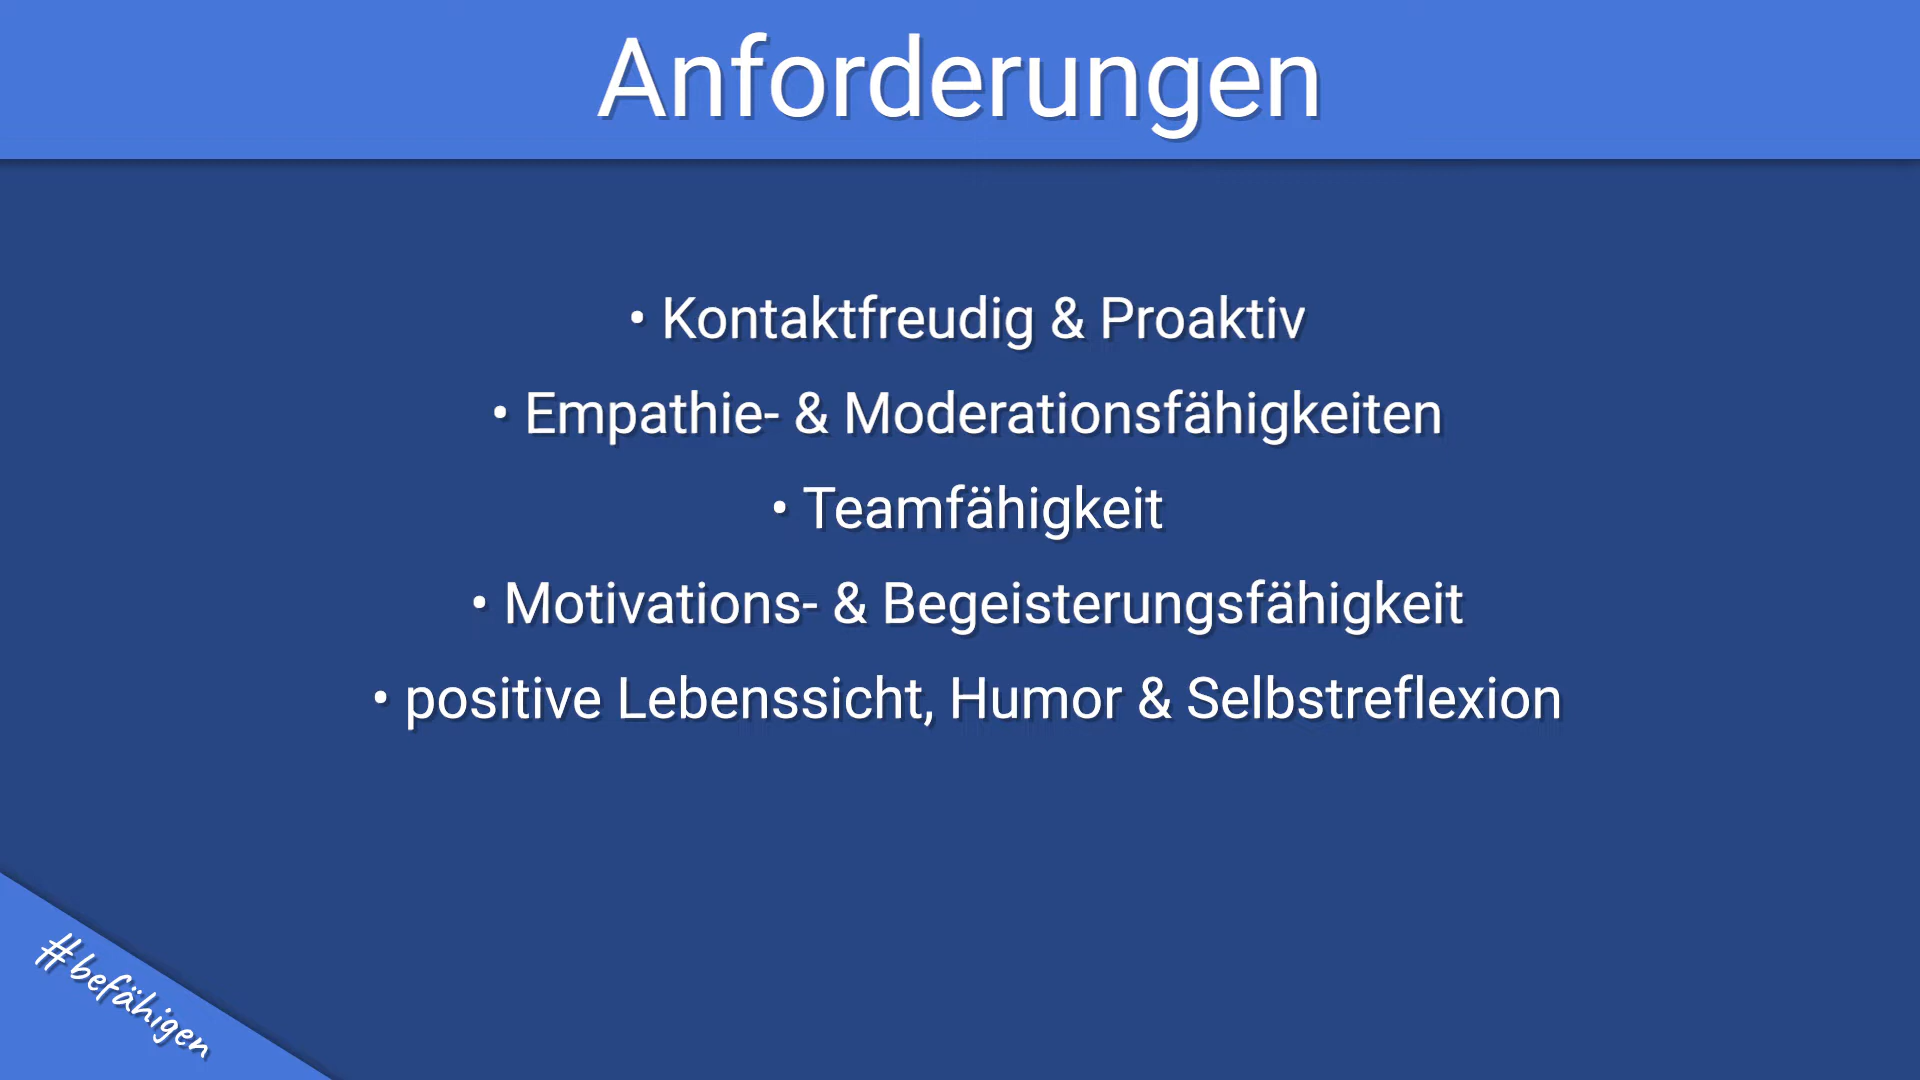 Anforderungen
• Kontaktfreudig & Proaktiv
• Empathie- & Moderationsfähigkeiten
• Teamfähigkeit
• Motivations- & Begeisterungsfähigkeit
• positive Lebenssicht, Humor & Selbstreflexion
#befähigen